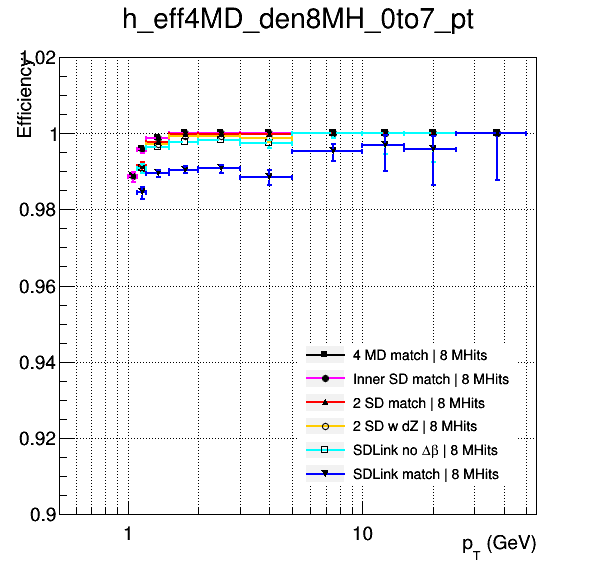 h_eff4MD_den8MH_0to7_pt
Efficiency
1.02
1
0.98
0.96
0.94
0.92
0.9
4 MD match | 8 MHits
Inner SD match | 8 MHits
2 SD match | 8 MHits
2 SD w dZ | 8 MHits
SDLink no Δβ | 8 MHits
SDLink match | 8 MHits
1
10
p_T (GeV)